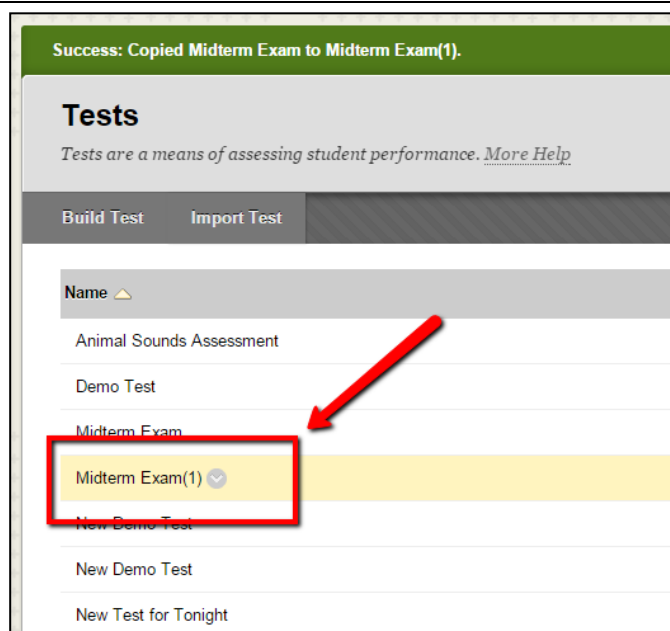 Success: Copied Midterm Exam to Midterm Exam(1).
Tests
Tests are a means of assessing student performance. More Help
Build Test Import Test
Name
Animal Sounds Assessment
Demo Test
Midterm Exam
Midterm Exam(1)
New Demo Test
New Demo Test
New Test for Tonight